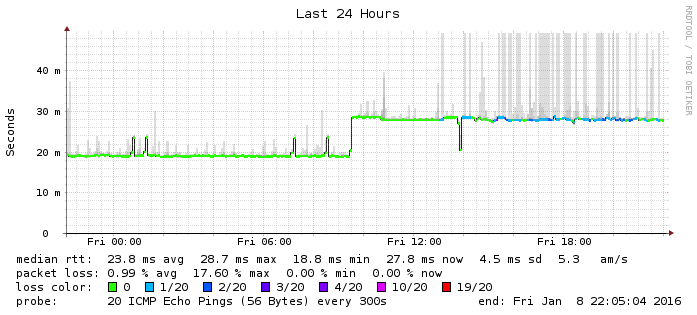 Last 24 Hours
RRDTOOL / TOBI OETIKER
Seconds
40 m
30 m
20 m
10 m
0
Fri 00:00 Fri 06:00 Fri 12:00 Fri 18:00
median rtt: 23.8 ms avg 28.7 ms max 18.8 ms min 27.8 ms now 4.5 ms sd 5.3 am/s
packet loss: 0.99 % avg 17.60 % max 0.00 % min 0.00 % now
loss color: 0 1/20 2/20 3/20 4/20 10/20 19/20
probe: 20 ICMP Echo Pings (56 Bytes) every 300s end: Fri Jan 8 22:05:04 2016